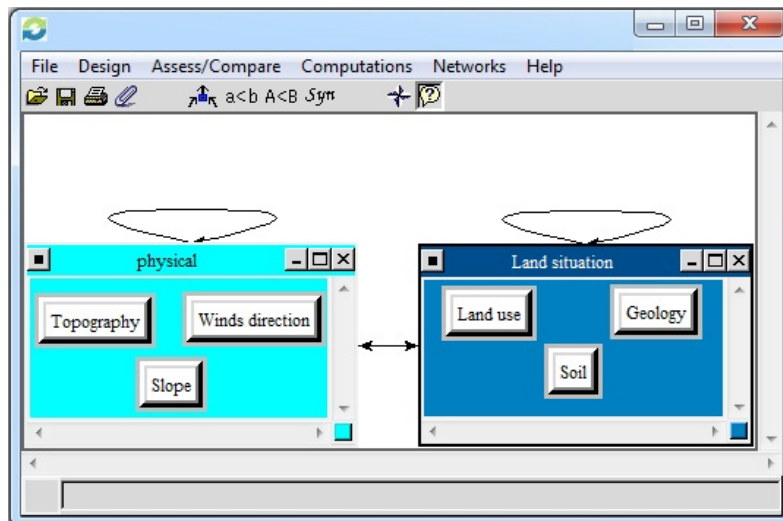 File Design Assess/Compare Computations Networks Help
a<b A<B Syn
physical
Topography
Winds direction
Slope
Land situation
Land use
Geology
Soil